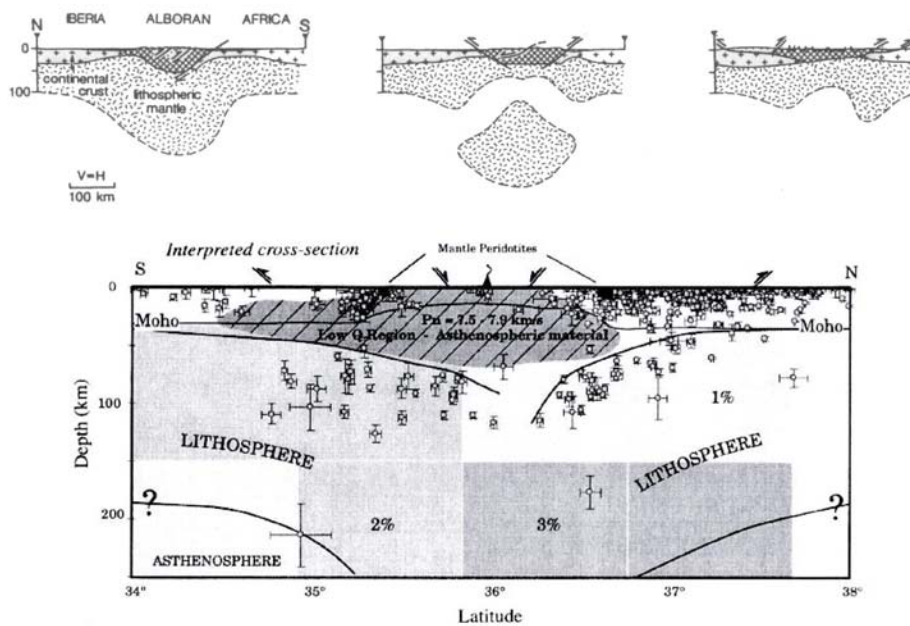 N S
IBERIA ALBORAN AFRICA
0
continental
crust
lithospheric
mantle
100
V=H
100 km
Interpreted cross-section
Mantle Peridotites
S N
0
Moho Moho
Pn = 7.5 - 7.9 km/s
Low Q Region - Asthenospheric material
100
1%
Depth (km)
LITHOSPHERE LITHOSPHERE
? ?
200
2% 3%
ASTHENOSPHERE
34° 35° 36° 37° 38°
Latitude